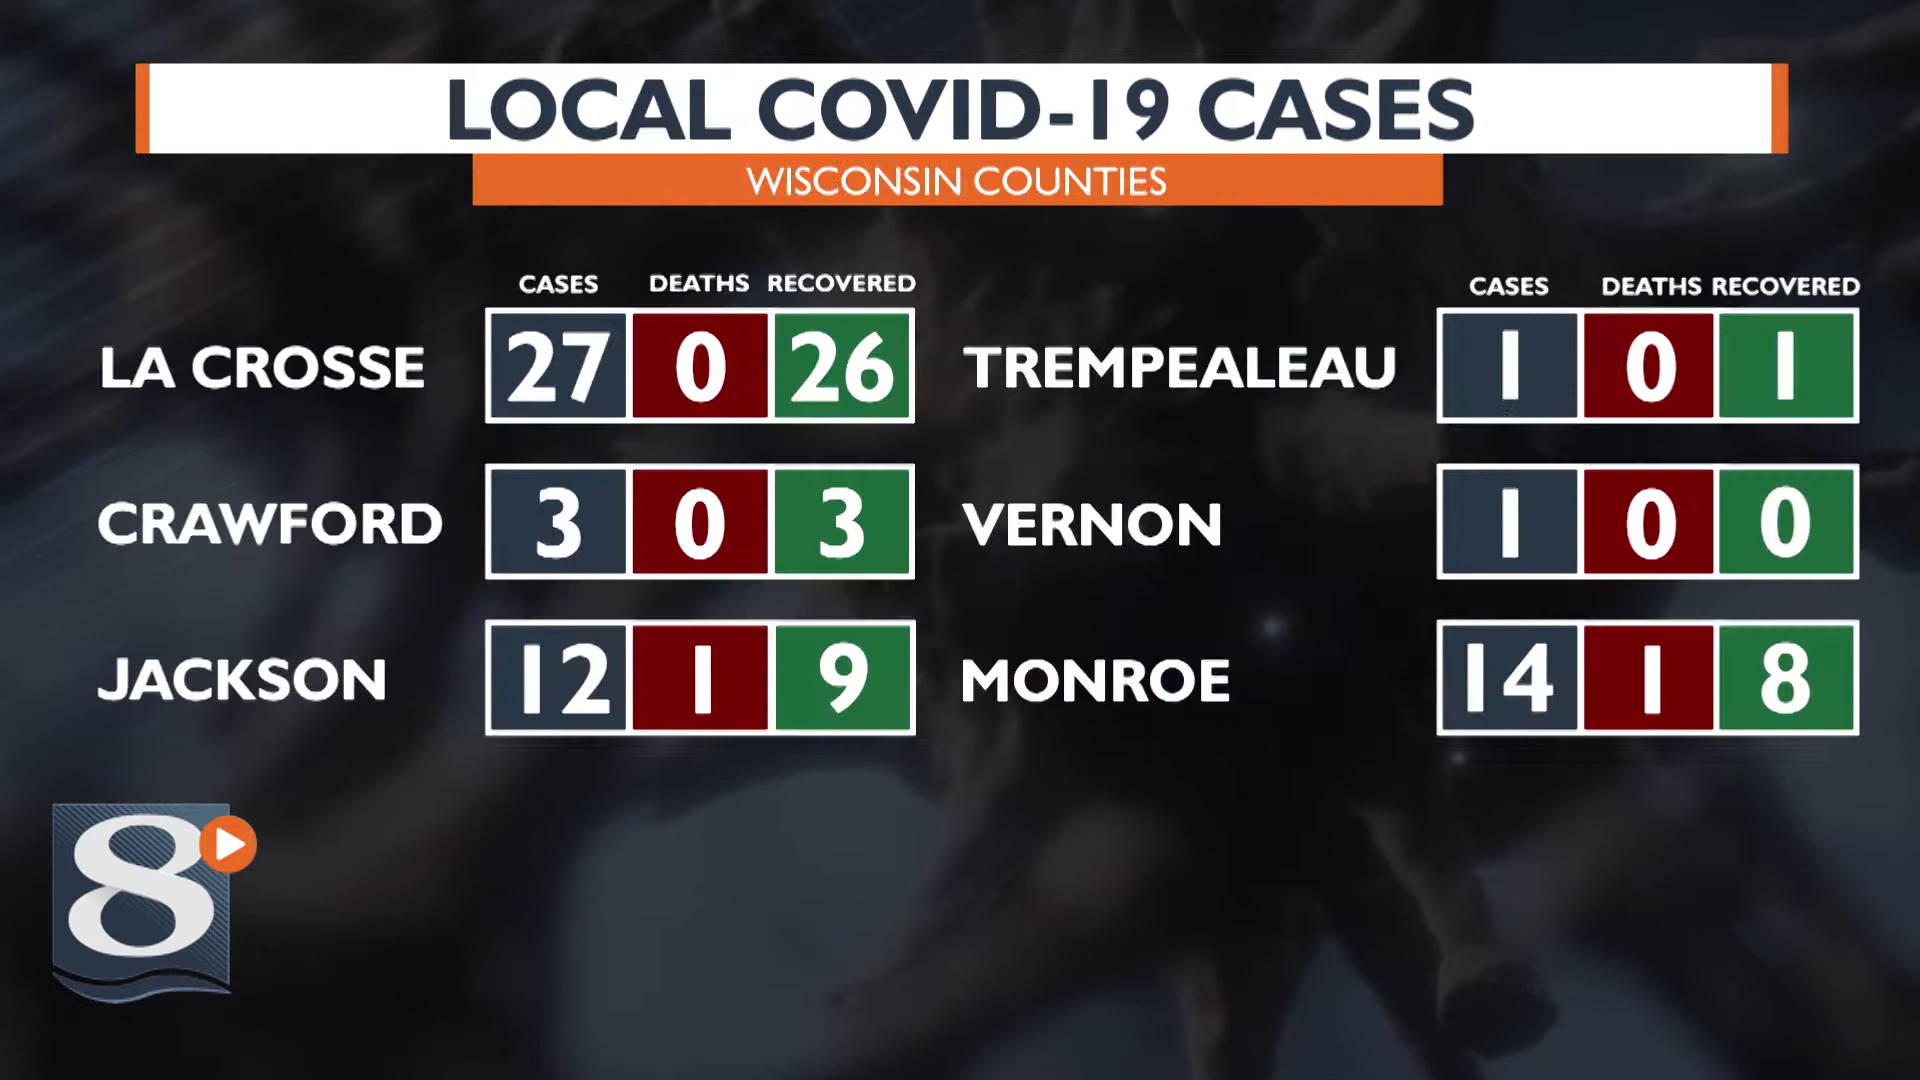 LOCAL COVID-19 CASES
WISCONSIN COUNTIES
CASES DEATHS RECOVERED
LA CROSSE 27 0 26
CRAWFORD 3 0 3
JACKSON 12 1 9
CASES DEATHS RECOVERED
TREMPEALEAU 1 0 1
VERNON 1 0 0
MONROE 14 1 8
8